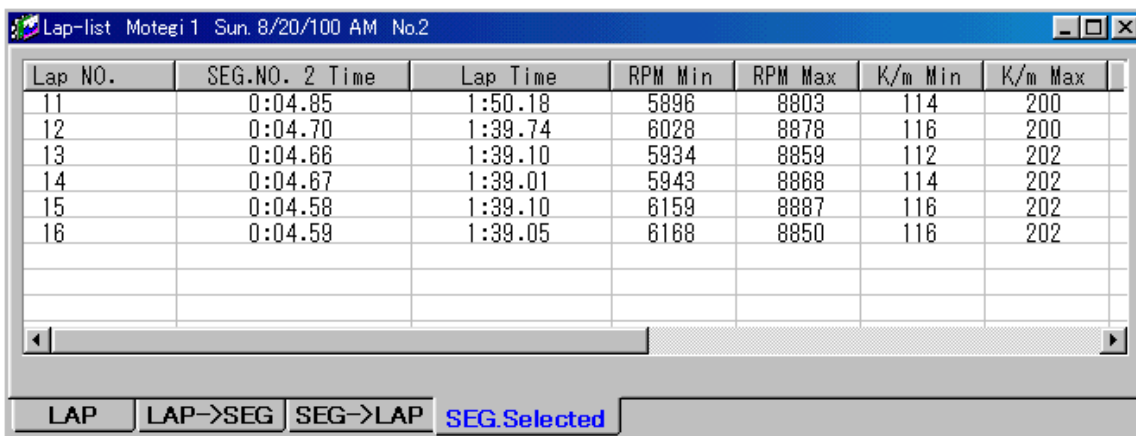 Lap-list Motegi 1 Sun. 8/20/100 AM No.2
Lap NO. SEG.NO. 2 Time Lap Time RPM Min RPM Max K/m Min K/m Max
11 0:04.85 1:50.18 5896 8803 114 200
12 0:04.70 1:39.74 6028 8878 116 200
13 0:04.66 1:39.10 5934 8859 112 202
14 0:04.67 1:39.01 5943 8868 114 202
15 0:04.58 1:39.10 6159 8887 116 202
16 0:04.59 1:39.05 6168 8850 116 202
LAP LAP->SEG SEG->LAP SEG.Selected